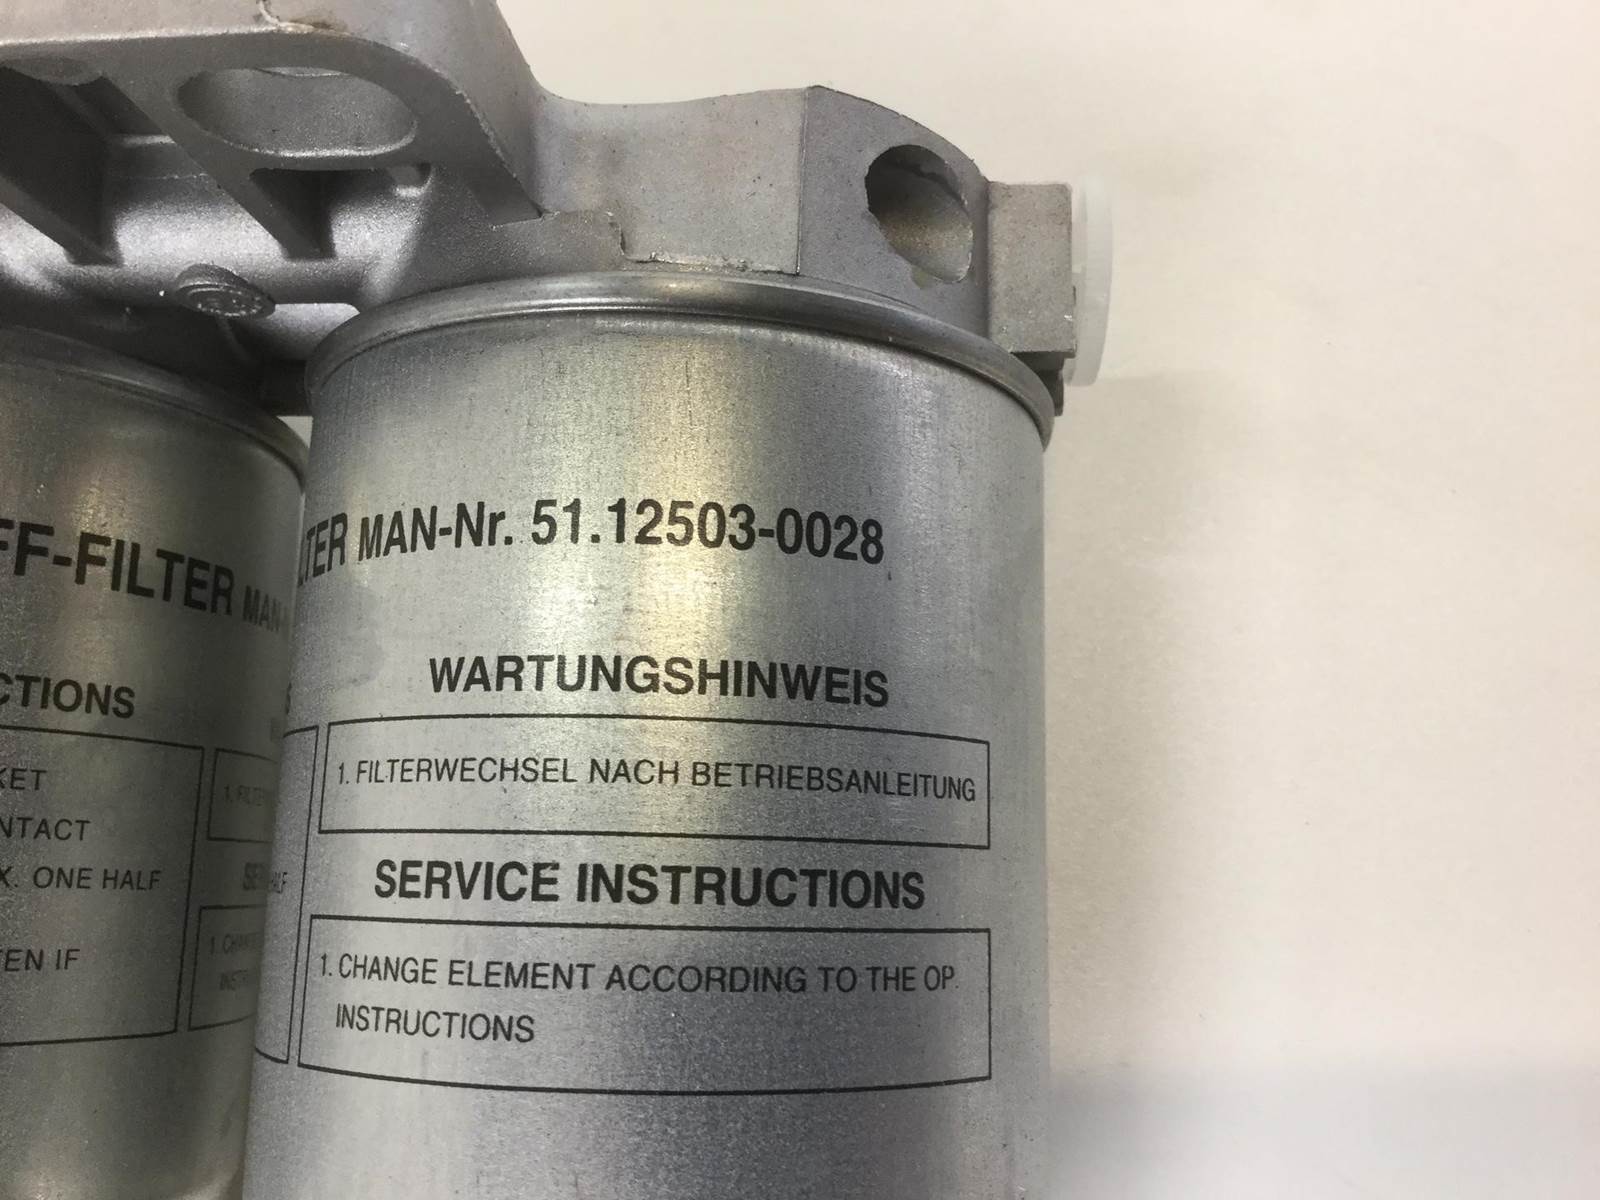 FF-FILTER MAN-N
CTIONS
KET
NTACT
X. ONE HALF
TEN IF
LTER MAN-Nr. 51.12503-0028
WARTUNGSHINWEIS
1. FILTERWECHSEL NACH BETRIEBSANLEITUNG
SERVICE INSTRUCTIONS
1. CHANGE ELEMENT ACCORDING TO THE OP.
INSTRUCTIONS